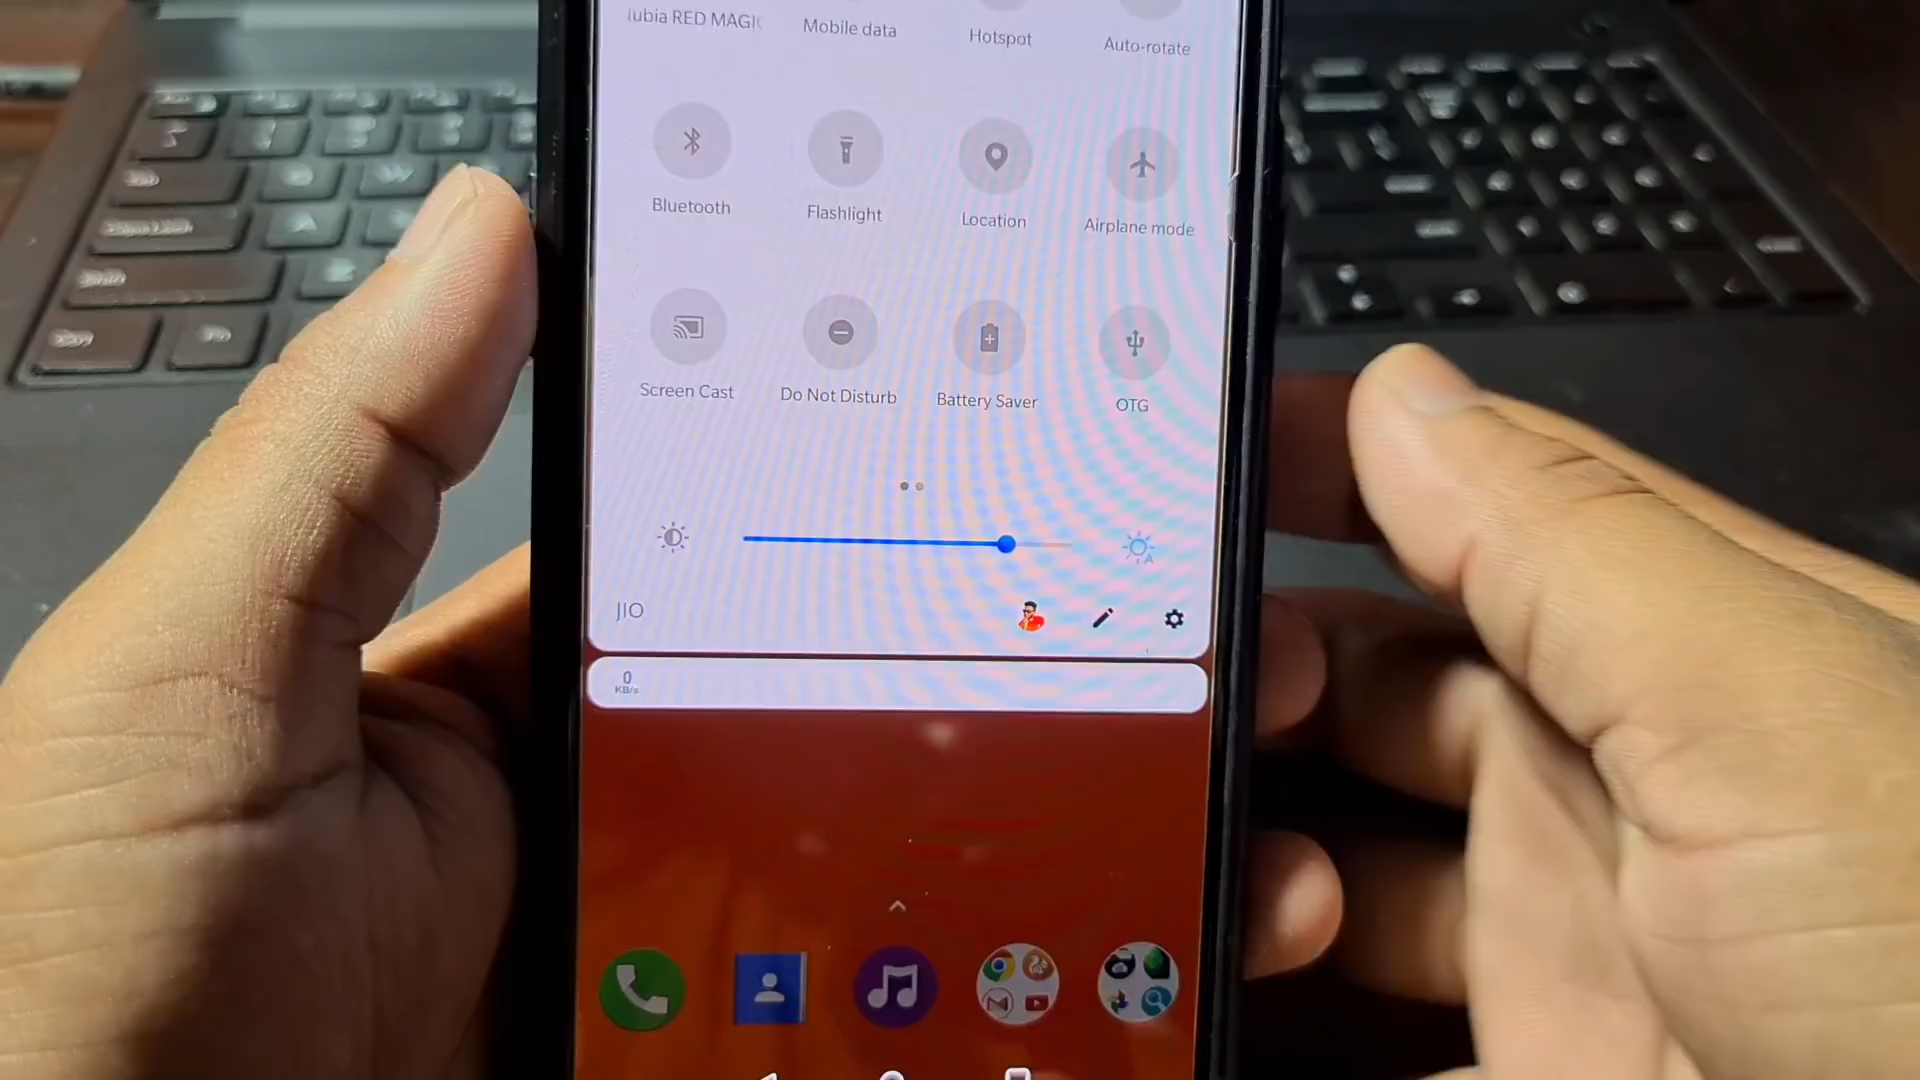 ubia RED MAGIC
Mobile data
Hotspot
Auto-rotate
Bluetooth
Flashlight
Location
Airplane mode
Screen Cast
Do Not Disturb
Battery Saver
OTG
A
JIO
0
KB/s